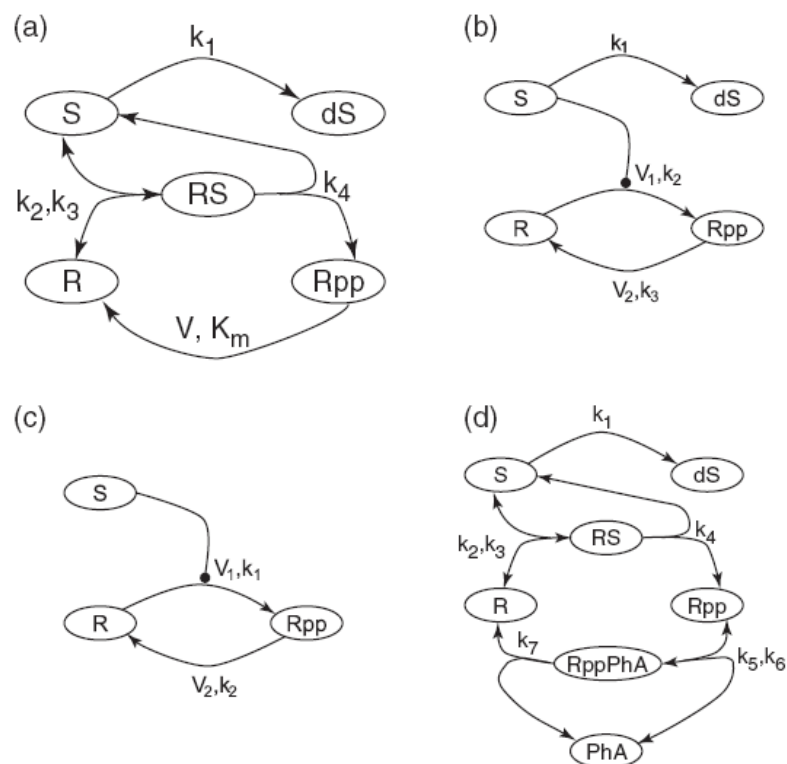 (a)
k₁
S
dS
RS
k₂,k₃
k₄
R
Rpp
V, Kₘ
(b)
k₁
S
dS
V₁,k₂
R
Rpp
V₂,k₃
(c)
S
V₁,k₁
R
Rpp
V₂,k₂
(d)
k₁
S
dS
k₂,k₃
RS
k₄
R
Rpp
k₇
RppPhA
k₅,k₆
PhA